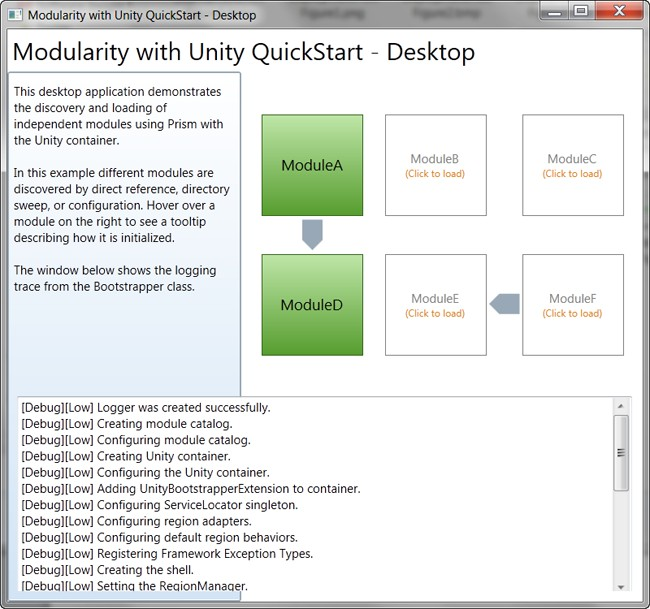 Modularity with Unity QuickStart - Desktop
Modularity with Unity QuickStart - Desktop
This desktop application demonstrates
the discovery and loading of
independent modules using Prism with
the Unity container.
In this example different modules are
discovered by direct reference, directory
sweep, or configuration. Hover over a
module on the right to see a tooltip
describing how it is initialized.
The window below shows the logging
trace from the Bootstrapper class.
ModuleA
ModuleB
(Click to load)
ModuleC
(Click to load)
ModuleD
ModuleE
(Click to load)
ModuleF
(Click to load)
[Debug][Low] Logger was created successfully.
[Debug][Low] Creating module catalog.
[Debug][Low] Configuring module catalog.
[Debug][Low] Creating Unity container.
[Debug][Low] Configuring the Unity container.
[Debug][Low] Adding UnityBootstrapperExtension to container.
[Debug][Low] Configuring ServiceLocator singleton.
[Debug][Low] Configuring region adapters.
[Debug][Low] Configuring default region behaviors.
[Debug][Low] Registering Framework Exception Types.
[Debug][Low] Creating the shell.
[Debug][Low] Setting the RegionManager.